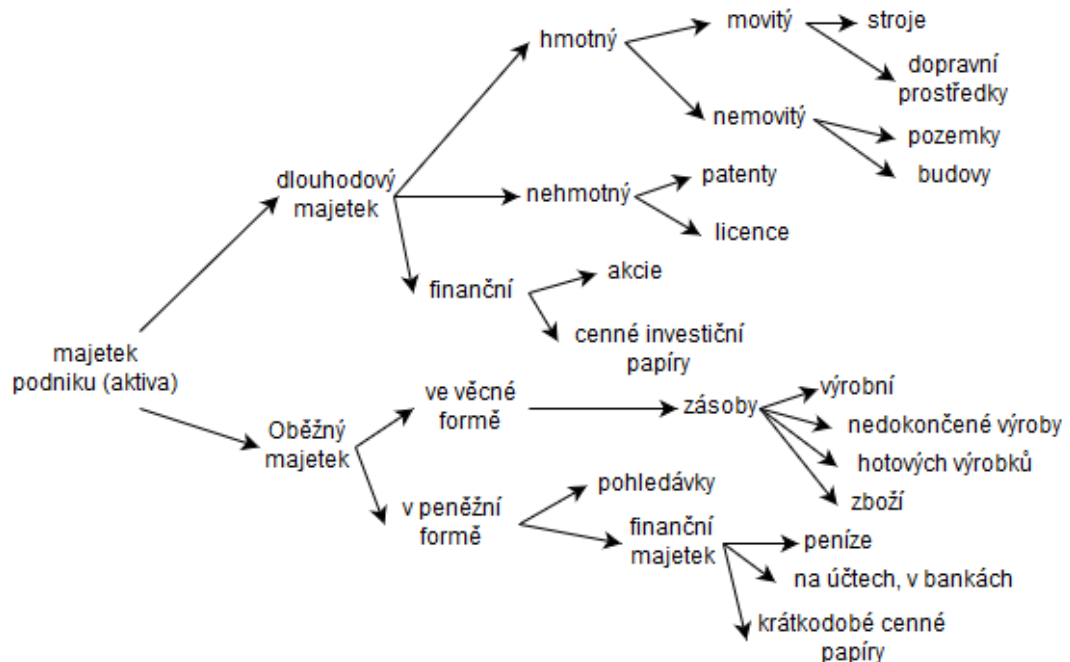 hmotný
movitý
stroje
dopravní
prostředky
nemovitý
pozemky
budovy
dlouhodový
majetek
nehmotný
patenty
licence
finanční
akcie
cenné investiční
papíry
majetek
podniku (aktiva)
Oběžný
majetek
ve věcné
formě
zásoby
výrobní
nedokončené výroby
hotových výrobků
zboží
v peněžní
formě
pohledávky
finanční
majetek
peníze
na účtech, v bankách
krátkodobé cenné
papíry